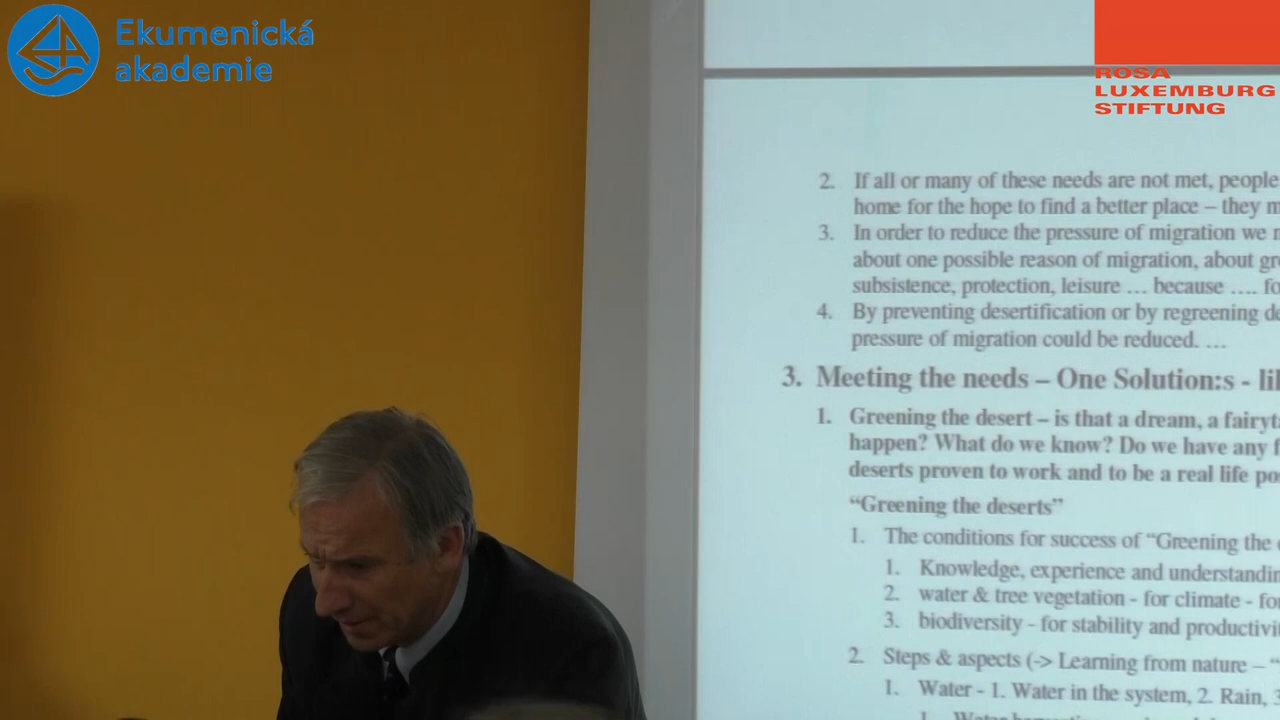 Ekumenická
akademie
ROSA
LUXEMBURG
STIFTUNG
2. If all or many of these needs are not met, people
home for the hope to find a better place – they m
3. In order to reduce the pressure of migration we
about one possible reason of migration, about gr
subsistence, protection, leisure … because …. fo
4. By preventing desertification or by regreening de
pressure of migration could be reduced. …
3. Meeting the needs – One Solution:s - li
1. Greening the desert – is that a dream, a fairyt
happen? What do we know? Do we have any
deserts proven to work and to be a real life po
“Greening the deserts”
1. The conditions for success of “Greening the
1. Knowledge, experience and understandin
2. water & tree vegetation - for climate - fo
3. biodiversity - for stability and productivi
2. Steps & aspects (-> Learning from nature – “
1. Water - 1. Water in the system, 2. Rain, 3